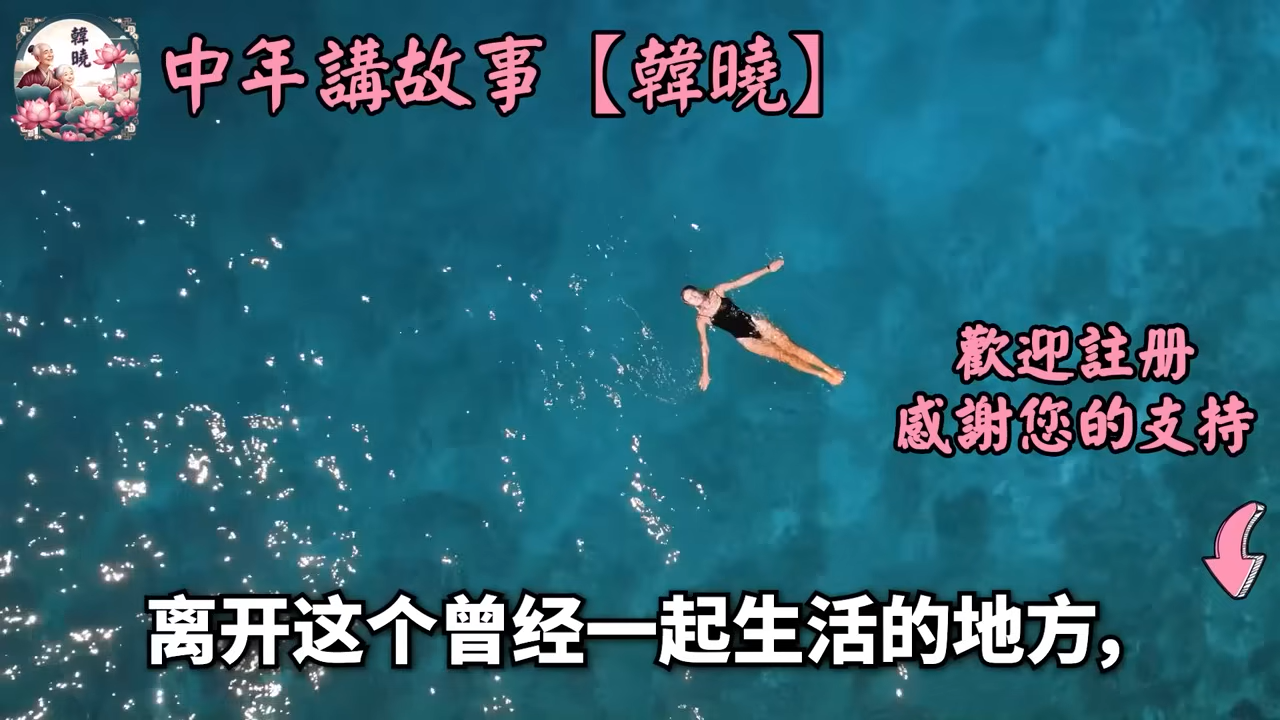 韓曉
中年講故事【韓曉】
歡迎註册
感謝您的支持
离开这个曾经一起生活的地方,